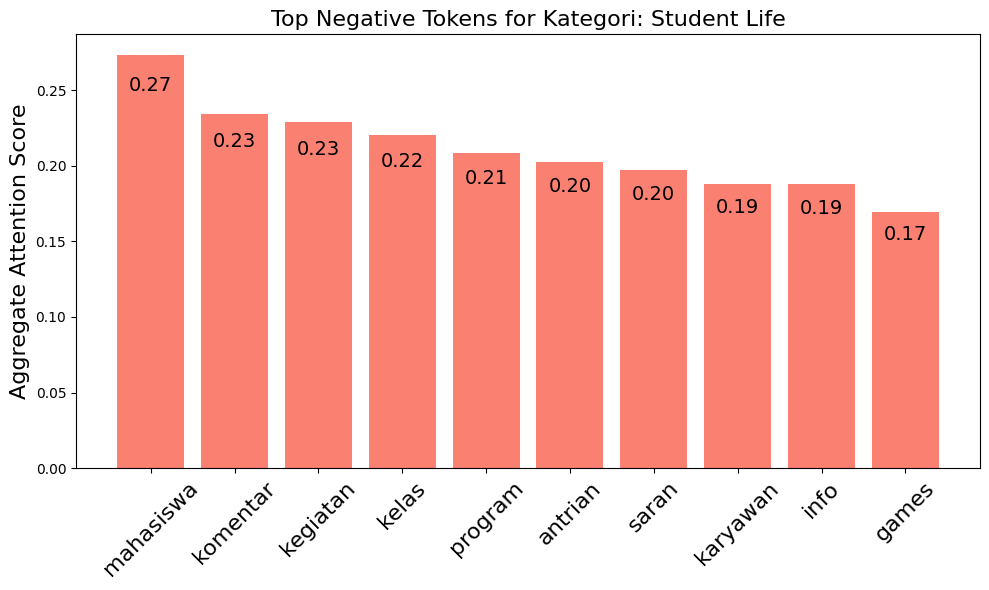 Top Negative Tokens for Kategori: Student Life
Aggregate Attention Score
0.25
0.20
0.15
0.10
0.05
0.00
0.27
0.23
0.23
0.22
0.21
0.20
0.20
0.19
0.19
0.17
mahasiswa
komentar
kegiatan
kelas
program
antrian
saran
karyawan
info
games